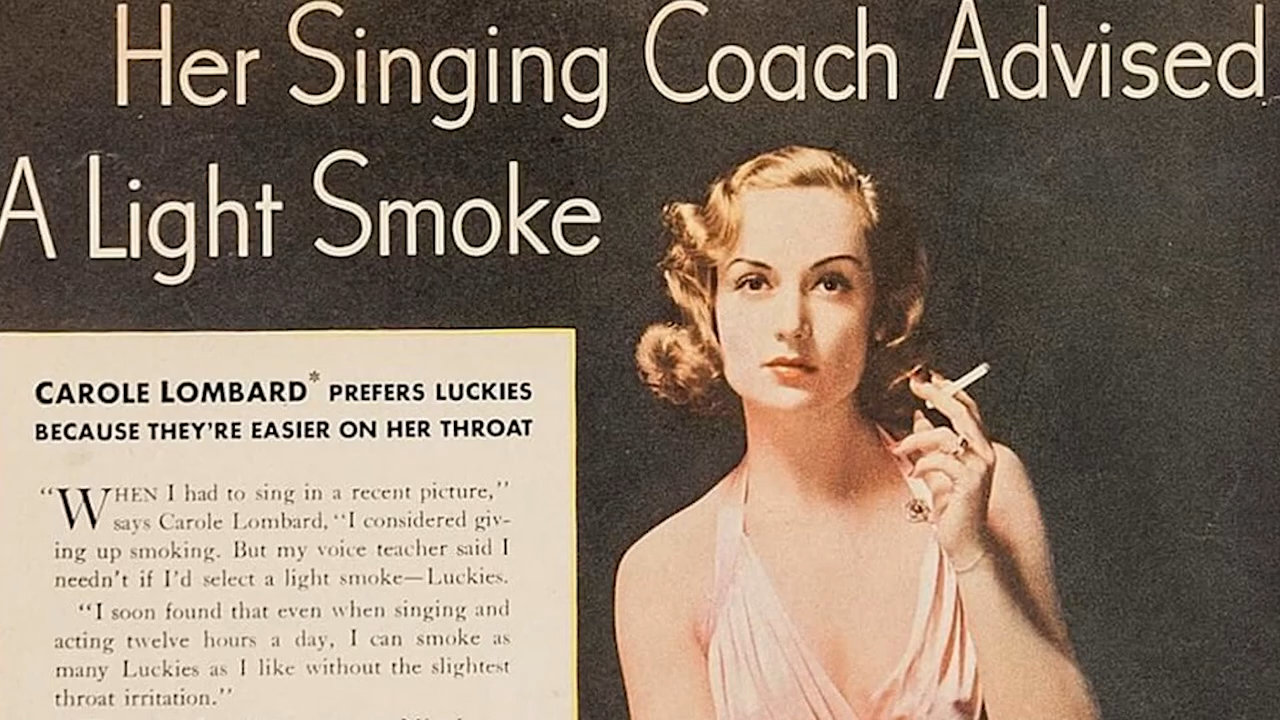 Her Singing Coach Advised
A Light Smoke
CAROLE LOMBARD* PREFERS LUCKIES
BECAUSE THEY'RE EASIER ON HER THROAT
"WHEN I had to sing in a recent picture,"
says Carole Lombard, "I considered giv-
ing up smoking. But my voice teacher said I
needn't if I'd select a light smoke—Luckies.
"I soon found that even when singing and
acting twelve hours a day, I can smoke as
many Luckies as I like without the slightest
throat irritation."